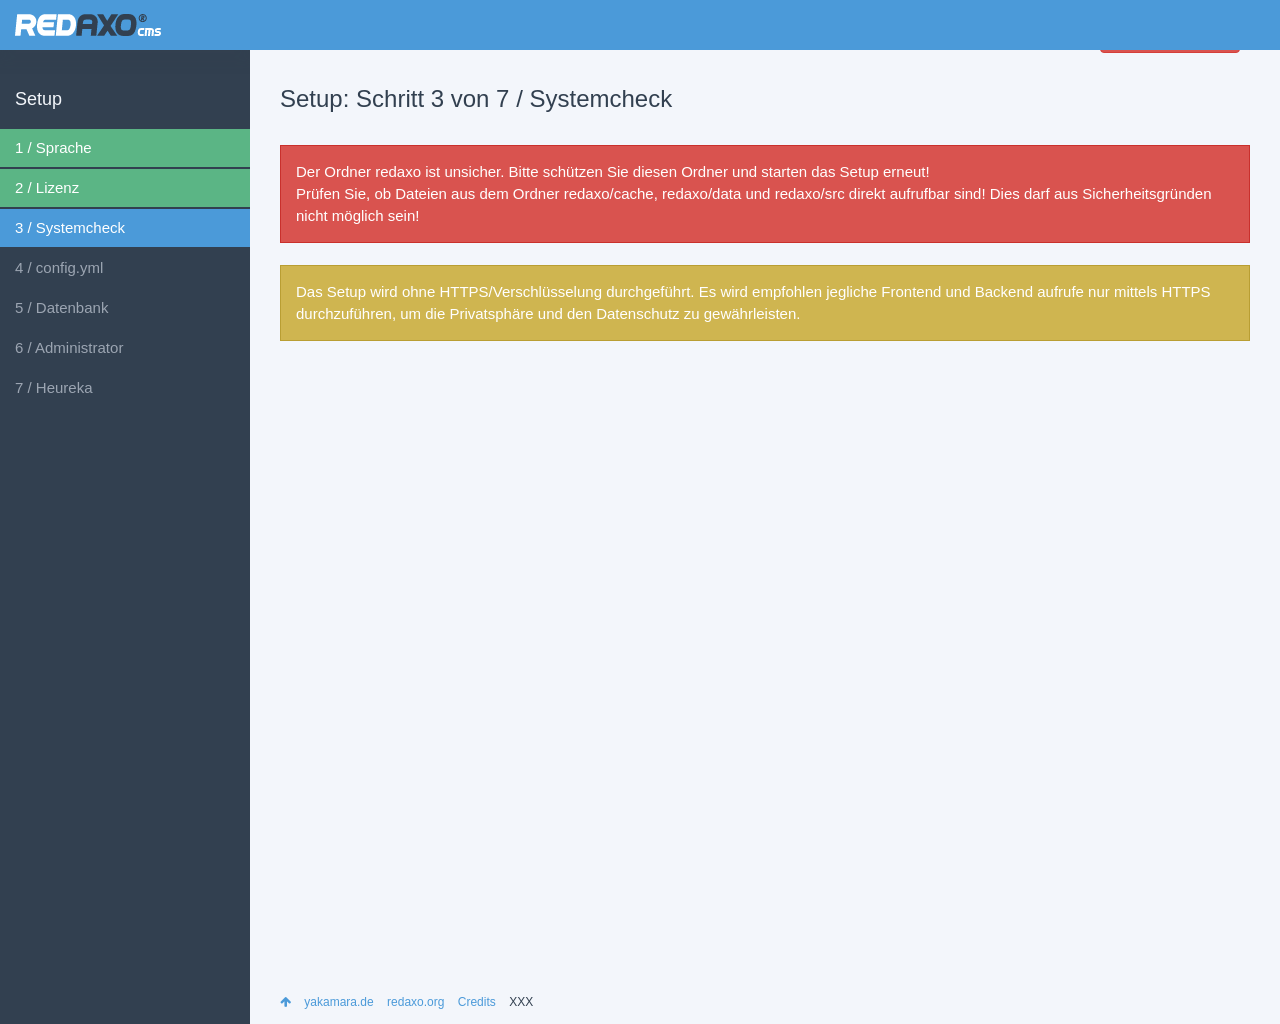 REDAXO® cms
Setup
1 / Sprache
2 / Lizenz
3 / Systemcheck
4 / config.yml
5 / Datenbank
6 / Administrator
7 / Heureka
Setup: Schritt 3 von 7 / Systemcheck
Der Ordner redaxo ist unsicher. Bitte schützen Sie diesen Ordner und starten das Setup erneut!
Prüfen Sie, ob Dateien aus dem Ordner redaxo/cache, redaxo/data und redaxo/src direkt aufrufbar sind! Dies darf aus Sicherheitsgründen
nicht möglich sein!
Das Setup wird ohne HTTPS/Verschlüsselung durchgeführt. Es wird empfohlen jegliche Frontend und Backend aufrufe nur mittels HTTPS
durchzuführen, um die Privatsphäre und den Datenschutz zu gewährleisten.
yakamara.de redaxo.org Credits XXX